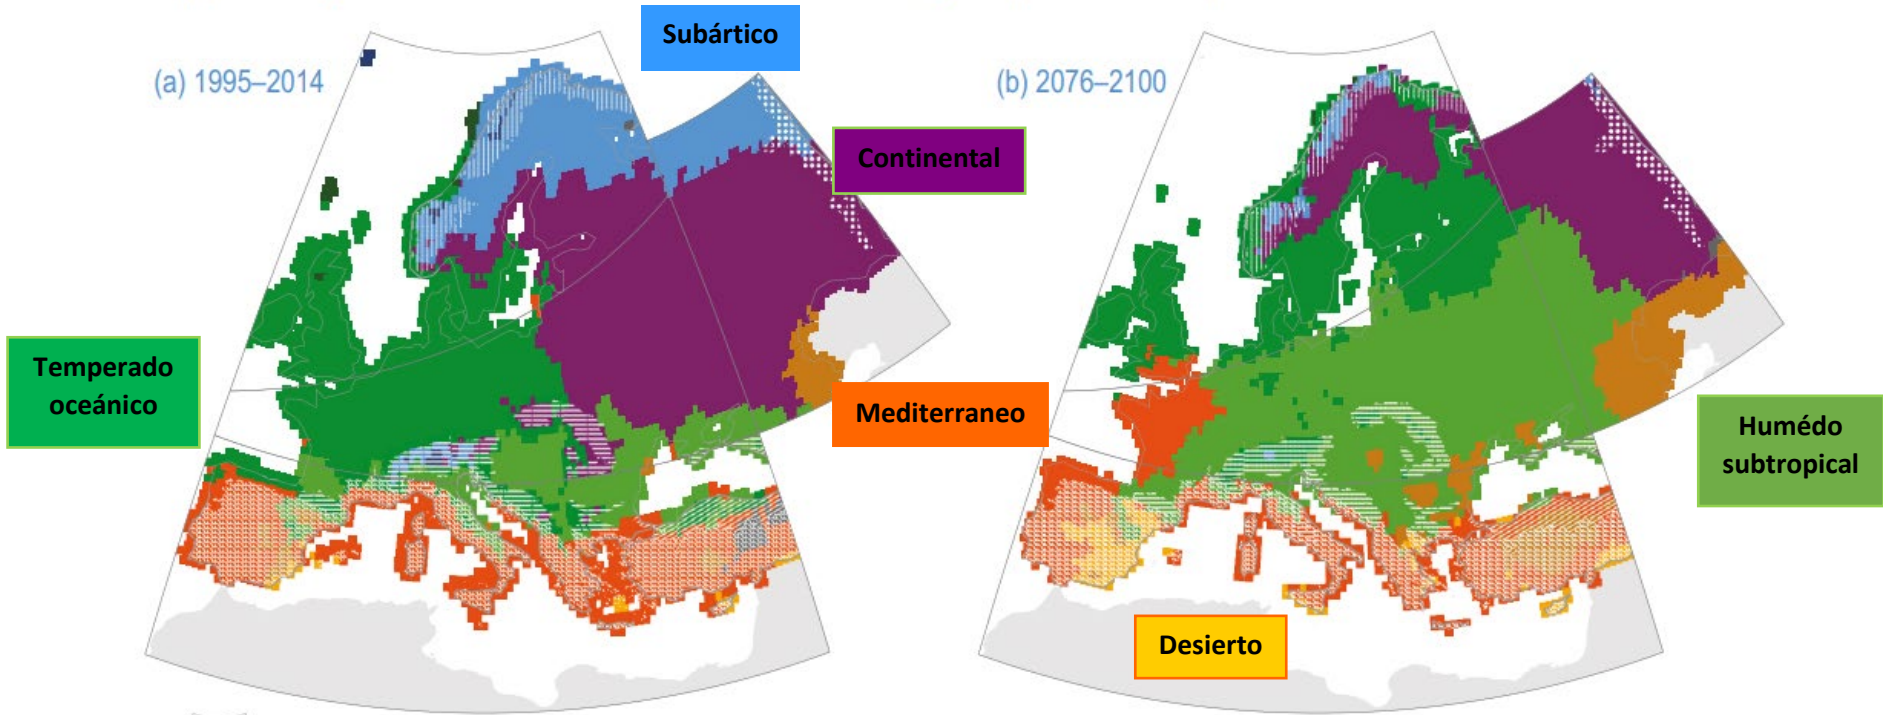 Subártico
(a) 1995–2014
(b) 2076–2100
Continental
Temperado
oceánico
Mediterraneo
Humédo
subtropical
Desierto